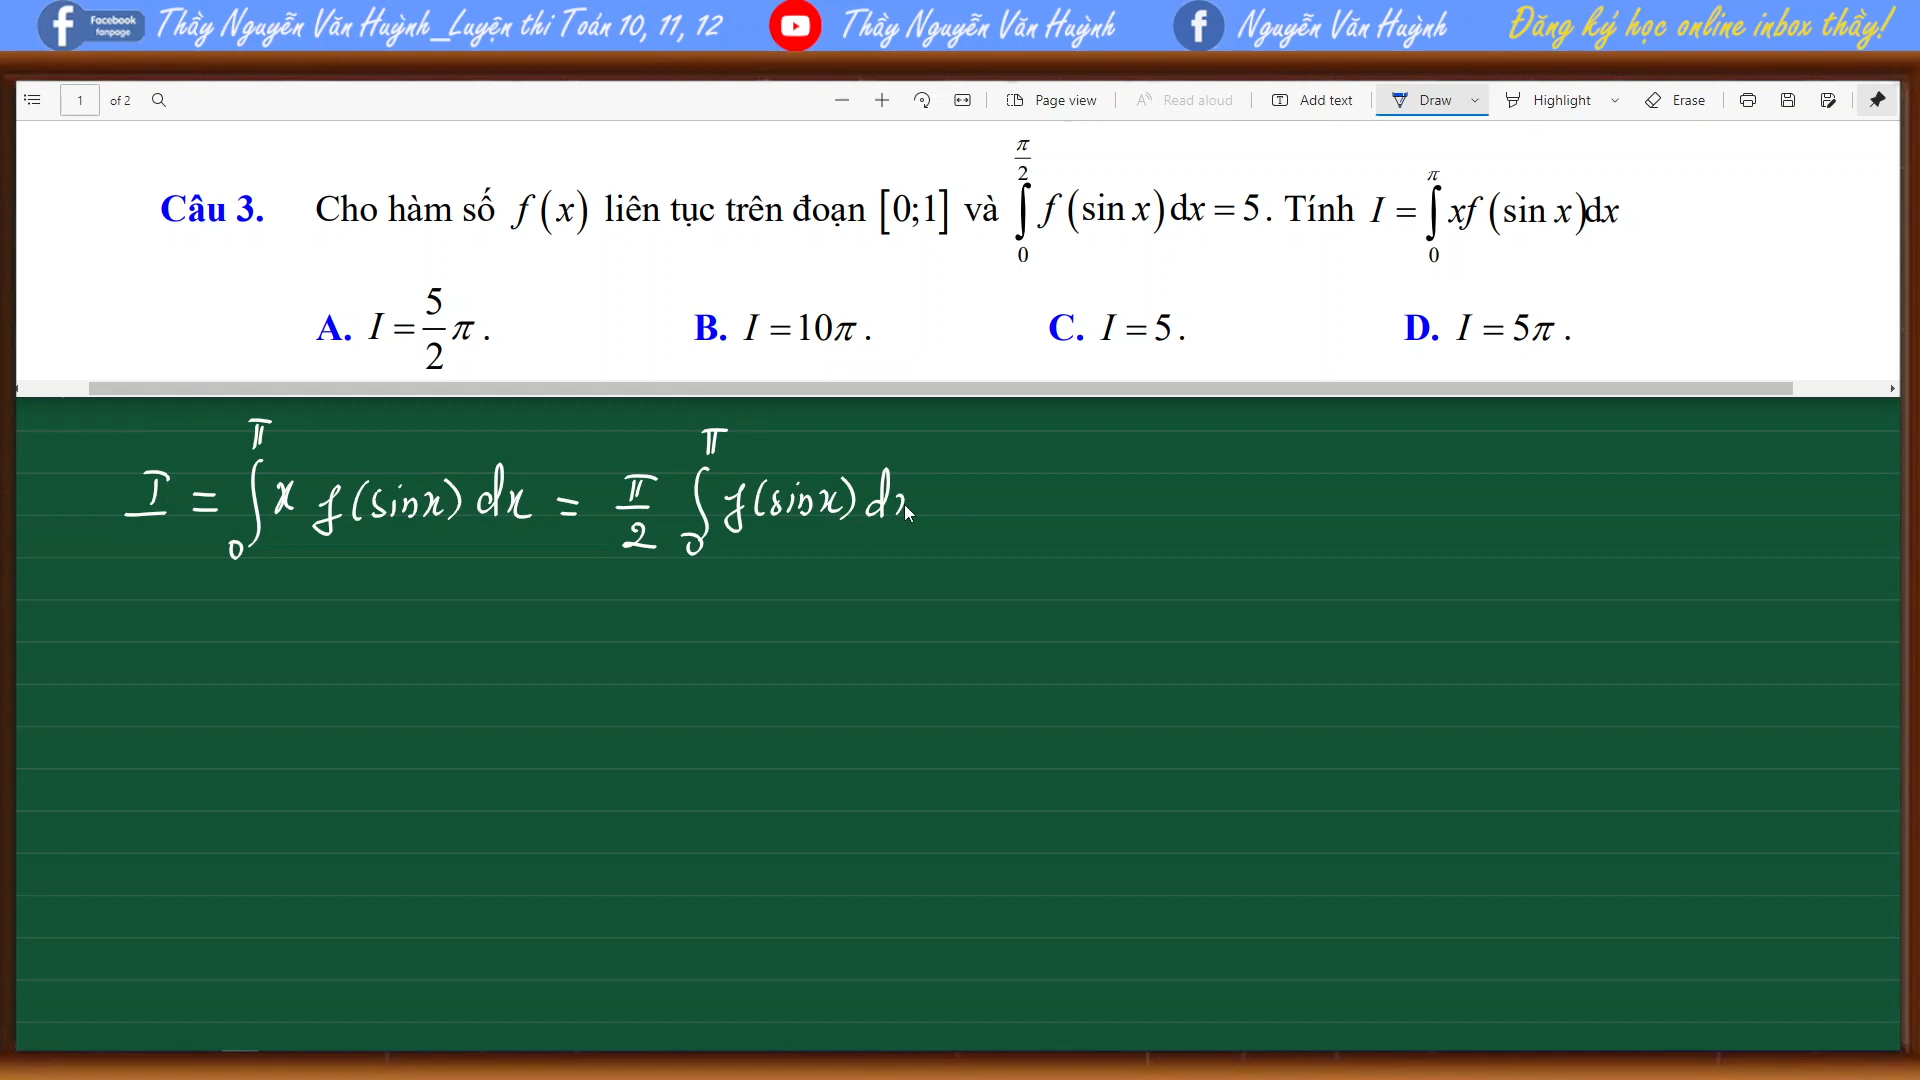 Facebook fanpage Thầy Nguyễn Văn Huỳnh_Luyện thi Toán 10, 11, 12 Thầy Nguyễn Văn Huỳnh Nguyễn Văn Huỳnh Đăng ký học online inbox thầy!
1 of 2 Page view Read aloud Add text Draw Highlight Erase
Câu 3. Cho hàm số f(x) liên tục trên đoạn [0;1] và ∫₀^(π/2) f(sin x)dx = 5. Tính I = ∫₀^π xf(sin x)dx
A. I = 5/2 π. B. I = 10π. C. I = 5. D. I = 5π.
I = ∫₀^π x f(sinx) dx = π/2 ∫₀^π f(sinx) dx